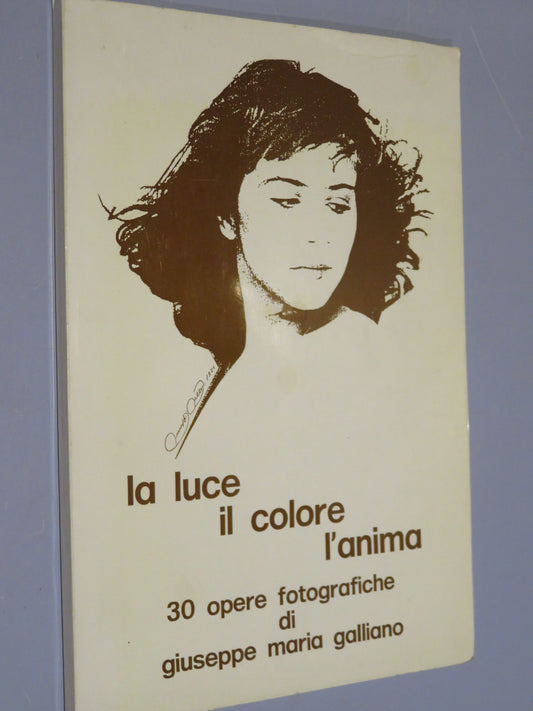 la luce
il colore
l'anima
30 opere fotografiche
di
giuseppe maria galliano